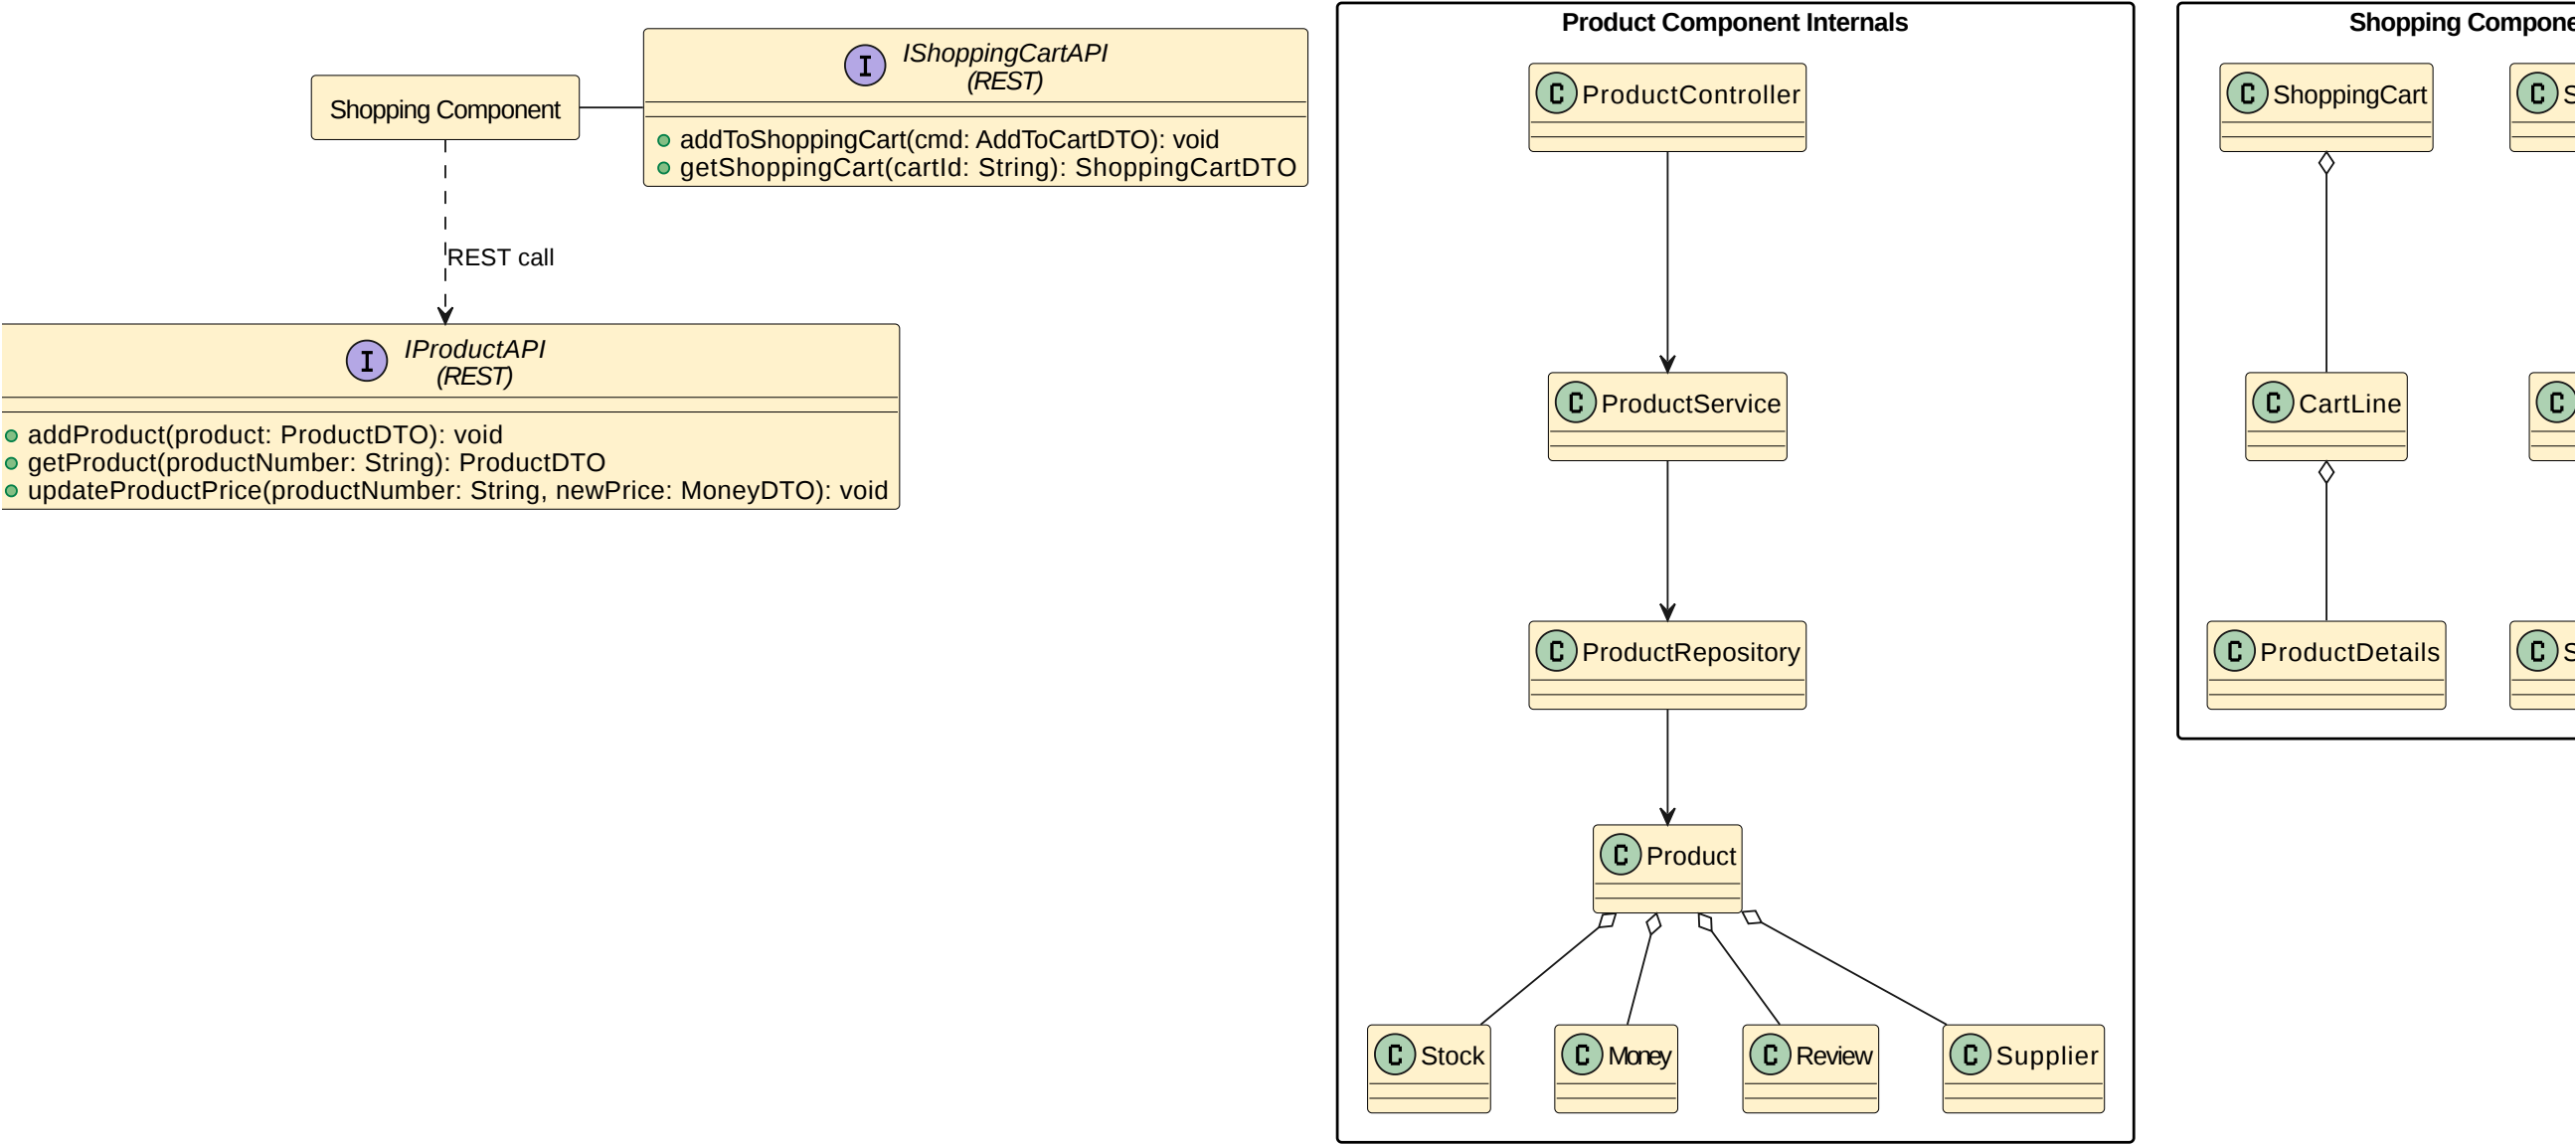 Shopping Component
I
IShoppingCartAPI
(REST)
addToShoppingCart(cmd: AddToCartDTO): void
getShoppingCart(cartId: String): ShoppingCartDTO
REST call
I
IProductAPI
(REST)
addProduct(product: ProductDTO): void
getProduct(productNumber: String): ProductDTO
updateProductPrice(productNumber: String, newPrice: MoneyDTO): void
Product Component Internals
C ProductController
C ProductService
C ProductRepository
C Product
C Stock
C Money
C Review
C Supplier
Shopping
C ShoppingCart
C
C CartLine
C
C ProductDetails
C